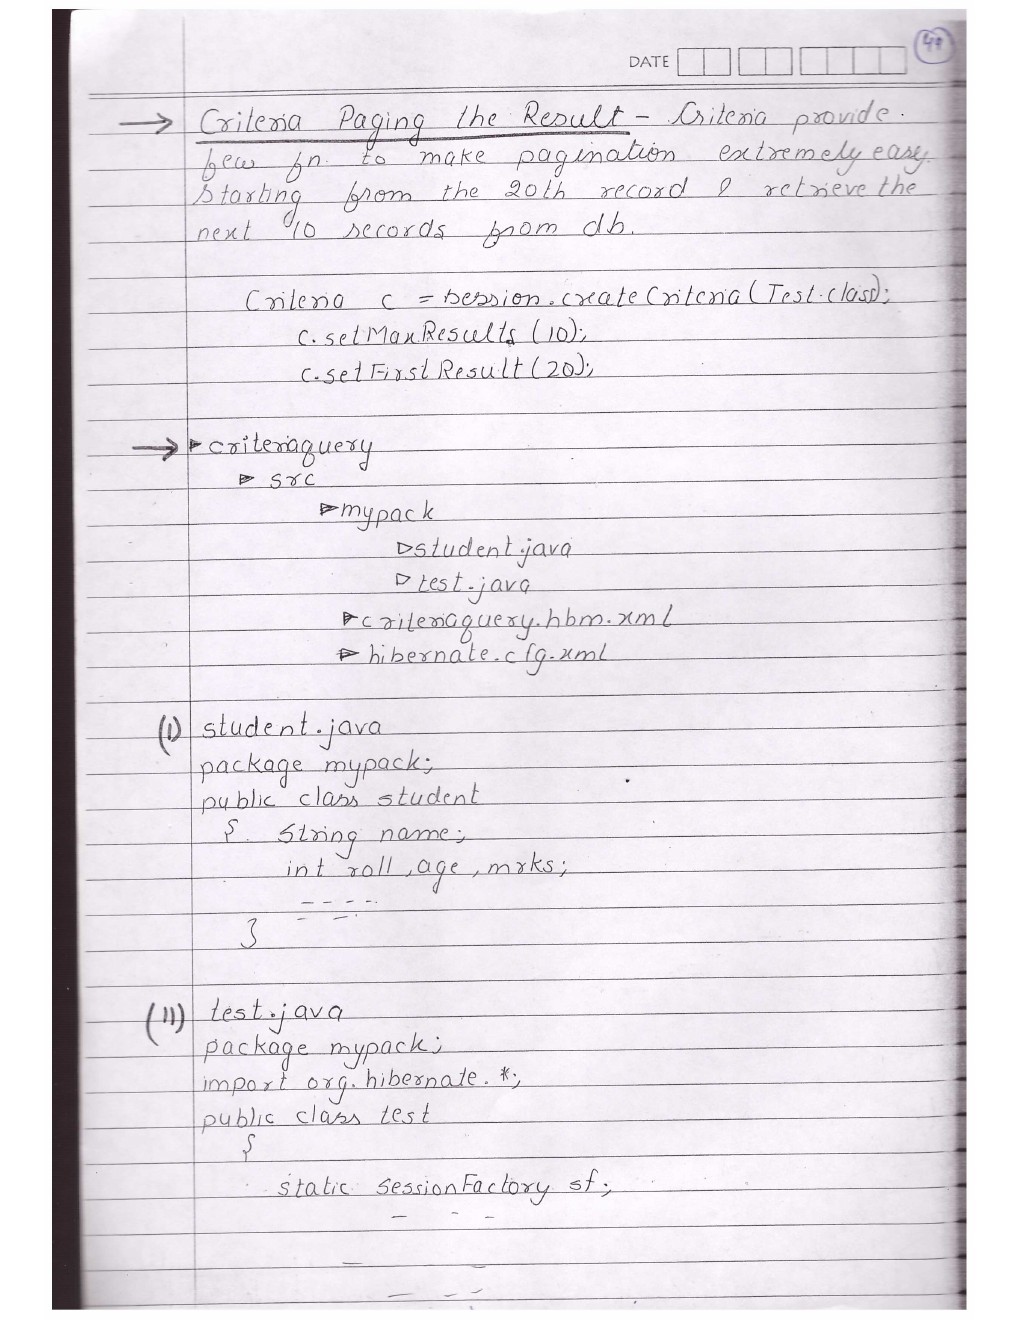 DATE
→ Criteria Paging the Result - Criteria provide.
few fn. to make pagination extremely easy.
Starting from the 20th record & retrieve the
next 10 records from db.
Criteria c = session.createCriteria(Test.class);
c.setMaxResults(10);
c.setFirstResult(20);
→ ▸ criteriaquery
▸ src
▸ mypack
▹ student.java
▹ test.java
▸ criteriaquery.hbm.xml
▸ hibernate.cfg.xml
(I) student.java
package mypack;
public class student
{ String name;
int roll, age, mrks;
- - - -
- - -
}
(II) test.java
package mypack;
import org.hibernate.*;
public class test
{
static SessionFactory sf;
- - -
- -
- - -